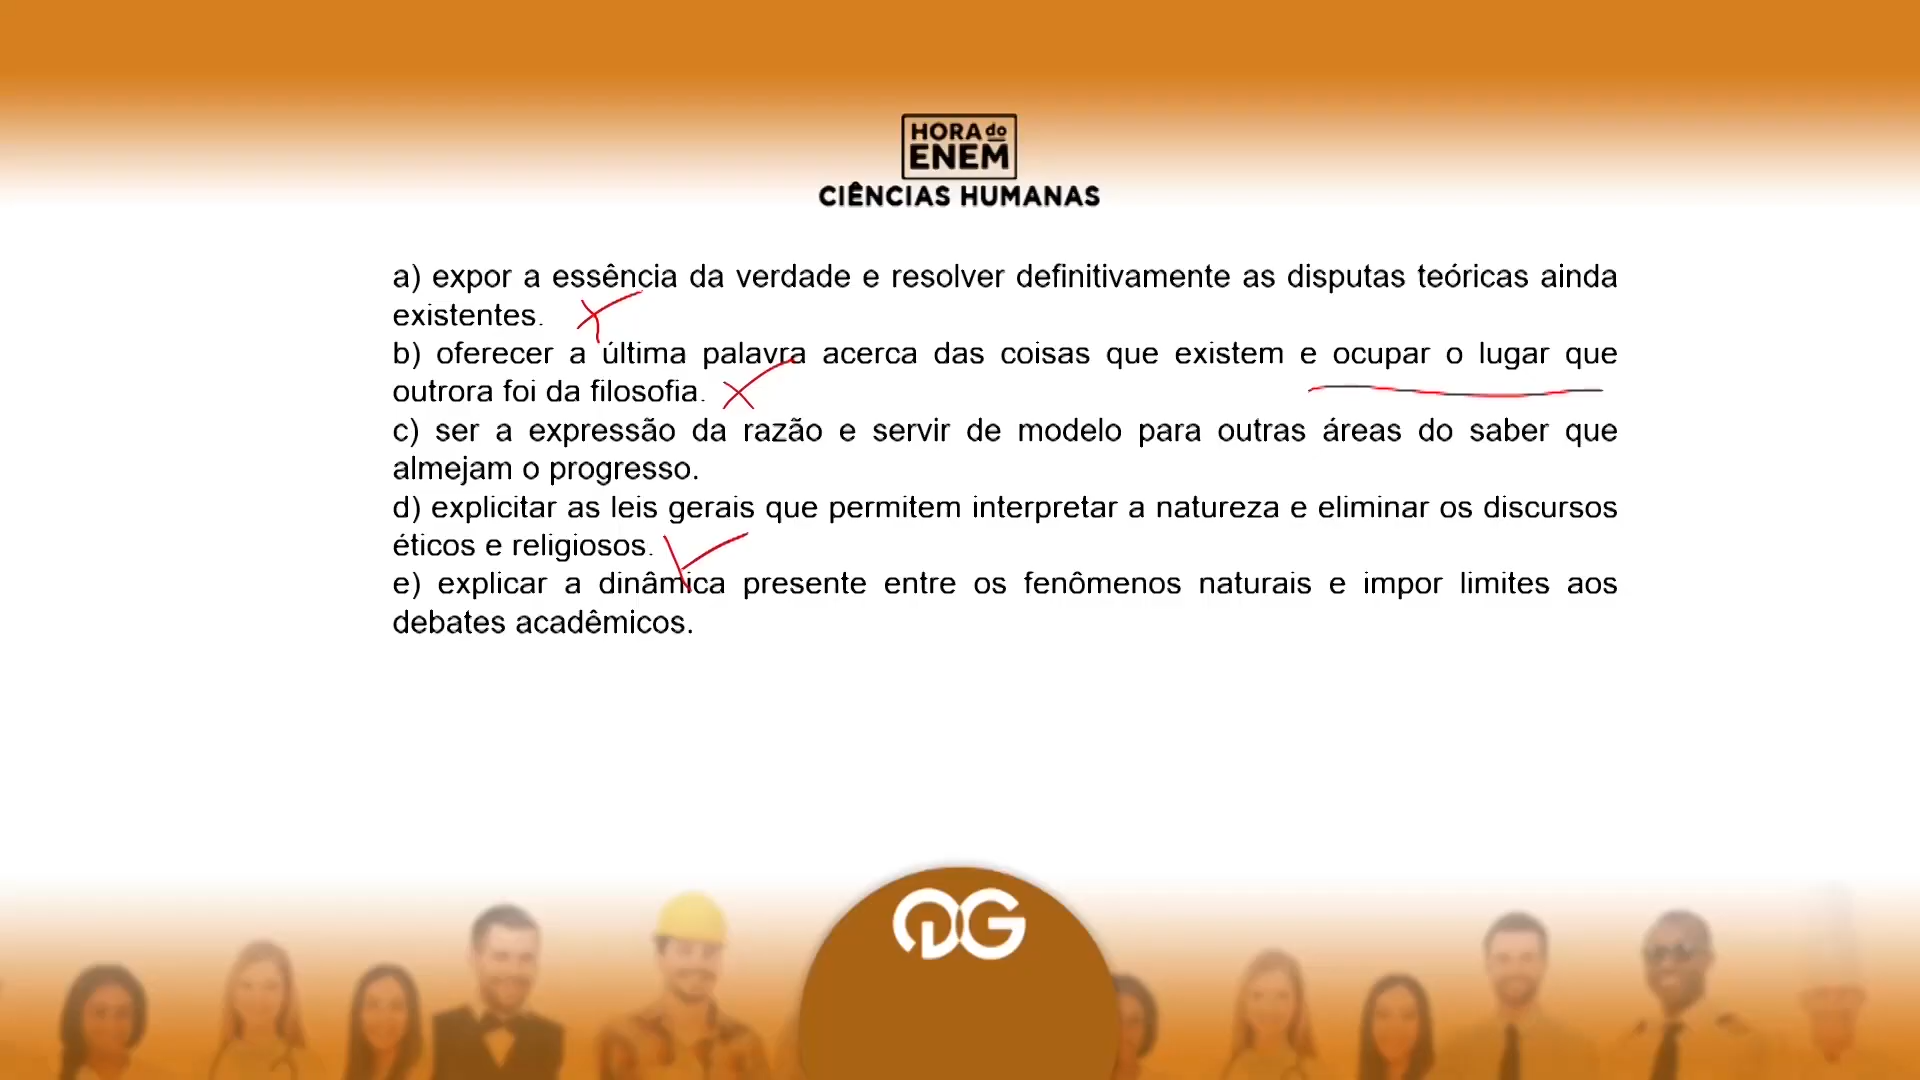 HORA do
ENEM
CIÊNCIAS HUMANAS
a) expor a essência da verdade e resolver definitivamente as disputas teóricas ainda
existentes.
b) oferecer a última palavra acerca das coisas que existem e ocupar o lugar que
outrora foi da filosofia.
c) ser a expressão da razão e servir de modelo para outras áreas do saber que
almejam o progresso.
d) explicitar as leis gerais que permitem interpretar a natureza e eliminar os discursos
éticos e religiosos.
e) explicar a dinâmica presente entre os fenômenos naturais e impor limites aos
debates acadêmicos.
QG